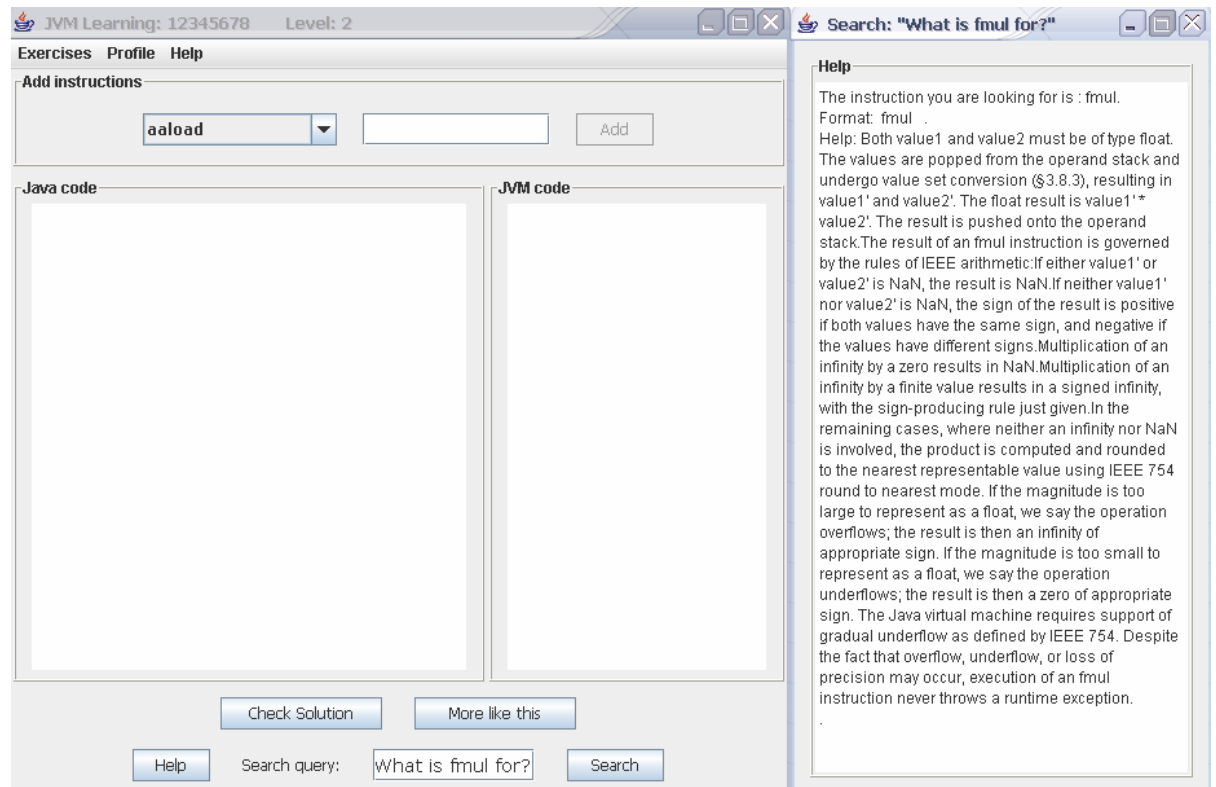 JVM Learning: 12345678 Level: 2
Exercises Profile Help
Add instructions
aaload
Add
Java code
JVM code
Check Solution
More like this
Help
Search query:
What is fmul for?
Search
Search: "What is fmul for?"
Help
The instruction you are looking for is : fmul.
Format: fmul .
Help: Both value1 and value2 must be of type float.
The values are popped from the operand stack and
undergo value set conversion (§3.8.3), resulting in
value1' and value2'. The float result is value1' *
value2'. The result is pushed onto the operand
stack.The result of an fmul instruction is governed
by the rules of IEEE arithmetic:If either value1' or
value2' is NaN, the result is NaN.If neither value1'
nor value2' is NaN, the sign of the result is positive
if both values have the same sign, and negative if
the values have different signs.Multiplication of an
infinity by a zero results in NaN.Multiplication of an
infinity by a finite value results in a signed infinity,
with the sign-producing rule just given.In the
remaining cases, where neither an infinity nor NaN
is involved, the product is computed and rounded
to the nearest representable value using IEEE 754
round to nearest mode. If the magnitude is too
large to represent as a float, we say the operation
overflows; the result is then an infinity of
appropriate sign. If the magnitude is too small to
represent as a float, we say the operation
underflows; the result is then a zero of appropriate
sign. The Java virtual machine requires support of
gradual underflow as defined by IEEE 754. Despite
the fact that overflow, underflow, or loss of
precision may occur, execution of an fmul
instruction never throws a runtime exception.
.